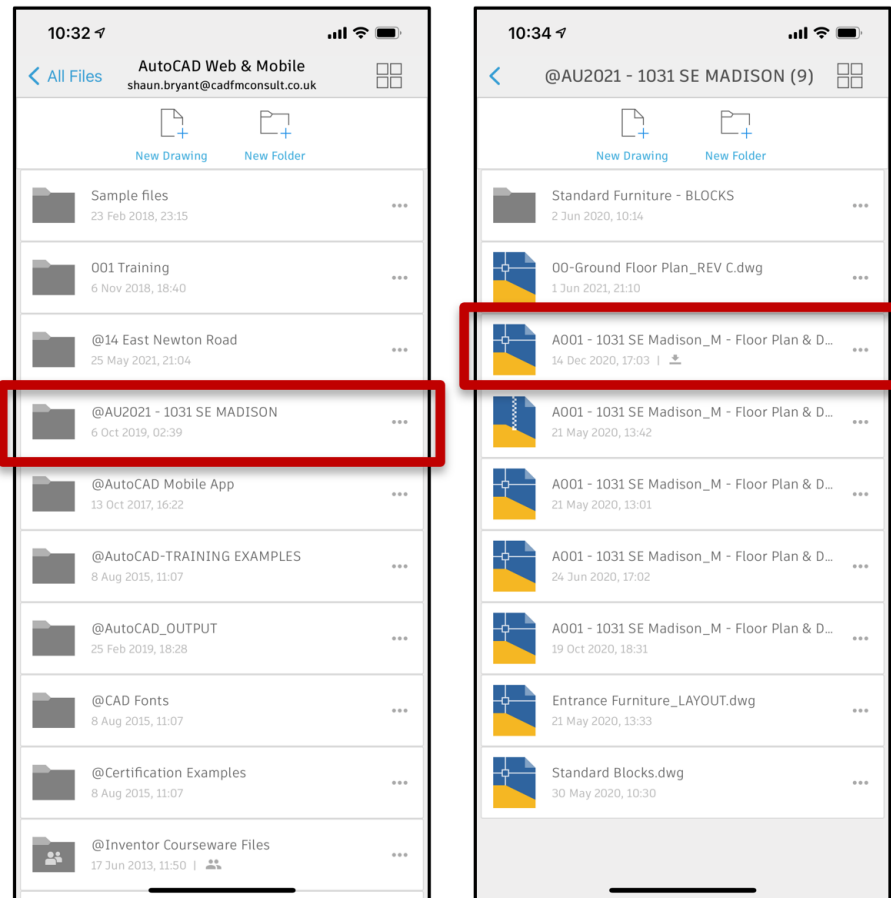 10:32
AutoCAD Web & Mobile
All Files
shaun.bryant@cadfmconsult.co.uk
New Drawing New Folder
Sample files
23 Feb 2018, 23:15
001 Training
6 Nov 2018, 18:40
@14 East Newton Road
25 May 2021, 21:04
@AU2021 - 1031 SE MADISON
6 Oct 2019, 02:39
@AutoCAD Mobile App
13 Oct 2017, 16:22
@AutoCAD-TRAINING EXAMPLES
8 Aug 2015, 11:07
@AutoCAD_OUTPUT
25 Feb 2019, 18:28
@CAD Fonts
8 Aug 2015, 11:07
@Certification Examples
8 Aug 2015, 11:07
@Inventor Courseware Files
17 Jun 2013, 11:50 |
10:34
@AU2021 - 1031 SE MADISON (9)
New Drawing New Folder
Standard Furniture - BLOCKS
2 Jun 2020, 10:14
00-Ground Floor Plan_REV C.dwg
1 Jun 2021, 21:10
A001 - 1031 SE Madison_M - Floor Plan & D...
14 Dec 2020, 17:03 |
A001 - 1031 SE Madison_M - Floor Plan & D...
21 May 2020, 13:42
A001 - 1031 SE Madison_M - Floor Plan & D...
21 May 2020, 13:01
A001 - 1031 SE Madison_M - Floor Plan & D...
24 Jun 2020, 17:02
A001 - 1031 SE Madison_M - Floor Plan & D...
19 Oct 2020, 18:31
Entrance Furniture_LAYOUT.dwg
21 May 2020, 13:33
Standard Blocks.dwg
30 May 2020, 10:30